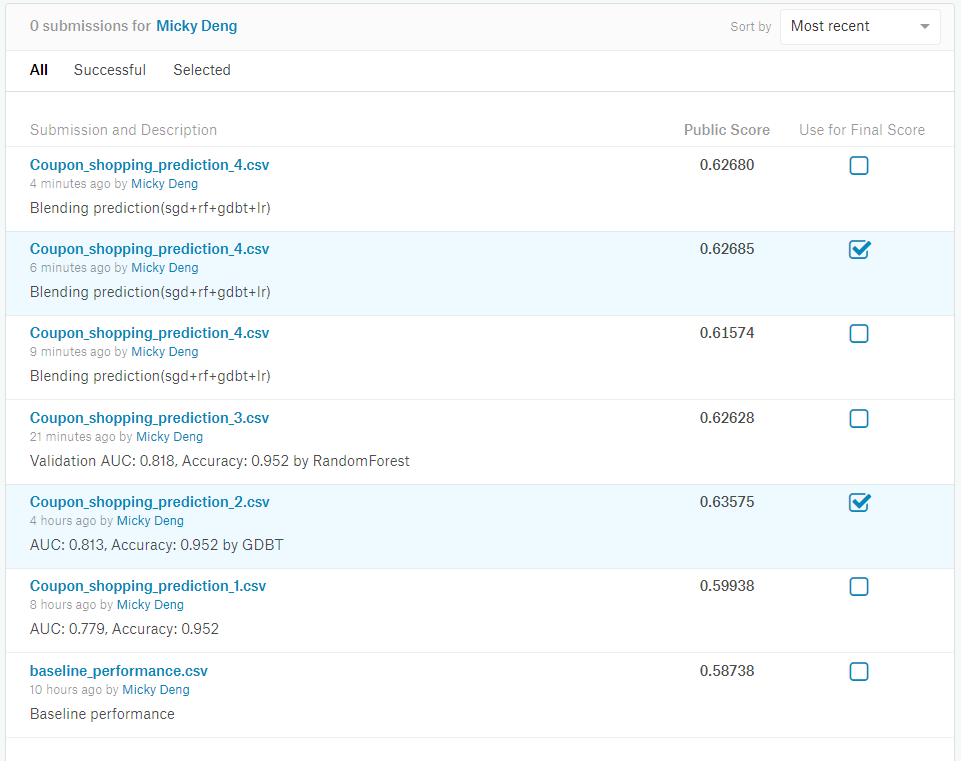 0 submissions for Micky Deng
Sort by Most recent
All Successful Selected
Submission and Description Public Score Use for Final Score
Coupon_shopping_prediction_4.csv 0.62680
4 minutes ago by Micky Deng
Blending prediction(sgd+rf+gdbt+lr)
Coupon_shopping_prediction_4.csv 0.62685
6 minutes ago by Micky Deng
Blending prediction(sgd+rf+gdbt+lr)
Coupon_shopping_prediction_4.csv 0.61574
9 minutes ago by Micky Deng
Blending prediction(sgd+rf+gdbt+lr)
Coupon_shopping_prediction_3.csv 0.62628
21 minutes ago by Micky Deng
Validation AUC: 0.818, Accuracy: 0.952 by RandomForest
Coupon_shopping_prediction_2.csv 0.63575
4 hours ago by Micky Deng
AUC: 0.813, Accuracy: 0.952 by GDBT
Coupon_shopping_prediction_1.csv 0.59938
8 hours ago by Micky Deng
AUC: 0.779, Accuracy: 0.952
baseline_performance.csv 0.58738
10 hours ago by Micky Deng
Baseline performance